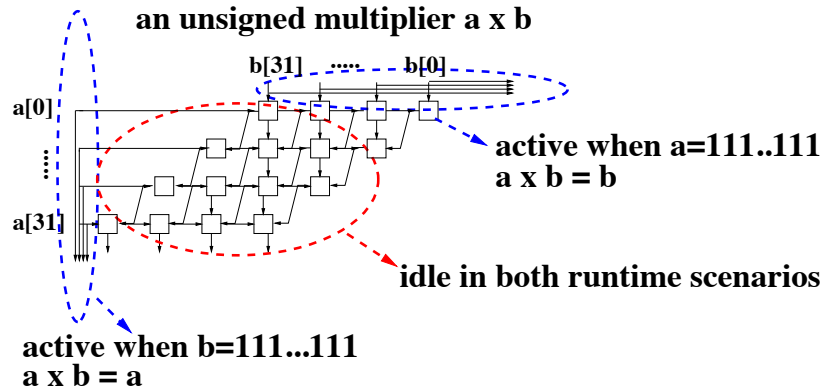 an unsigned multiplier a x b
b[31] ..... b[0]
a[0]
.....
a[31]
active when a=111..111
a x b = b
idle in both runtime scenarios
active when b=111...111
a x b = a